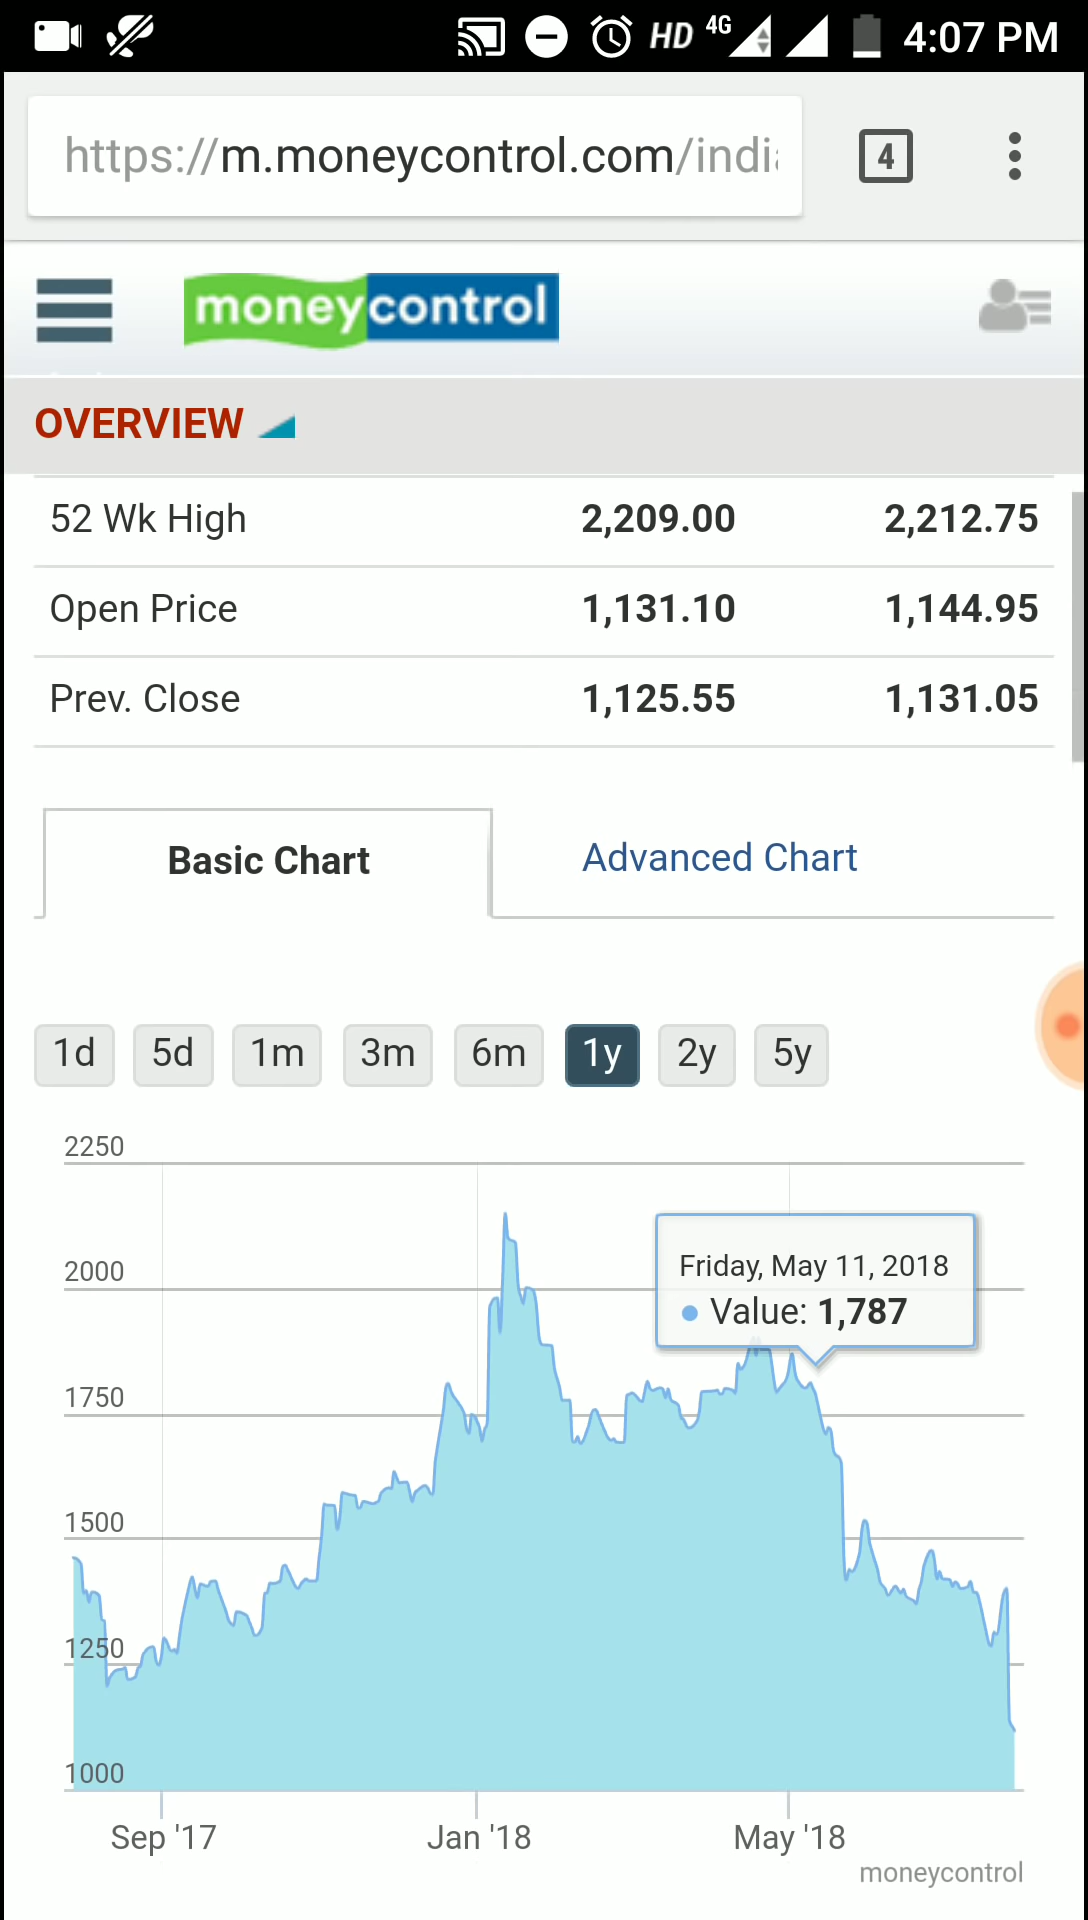 HD 4G 4:07 PM
https://m.moneycontrol.com/indi
4
moneycontrol
OVERVIEW
52 Wk High 2,209.00 2,212.75
Open Price 1,131.10 1,144.95
Prev. Close 1,125.55 1,131.05
Basic Chart Advanced Chart
1d 5d 1m 3m 6m 1y 2y 5y
2250
Friday, May 11, 2018
2000
Value: 1,787
1750
1500
1250
1000
Sep '17 Jan '18 May '18
moneycontrol